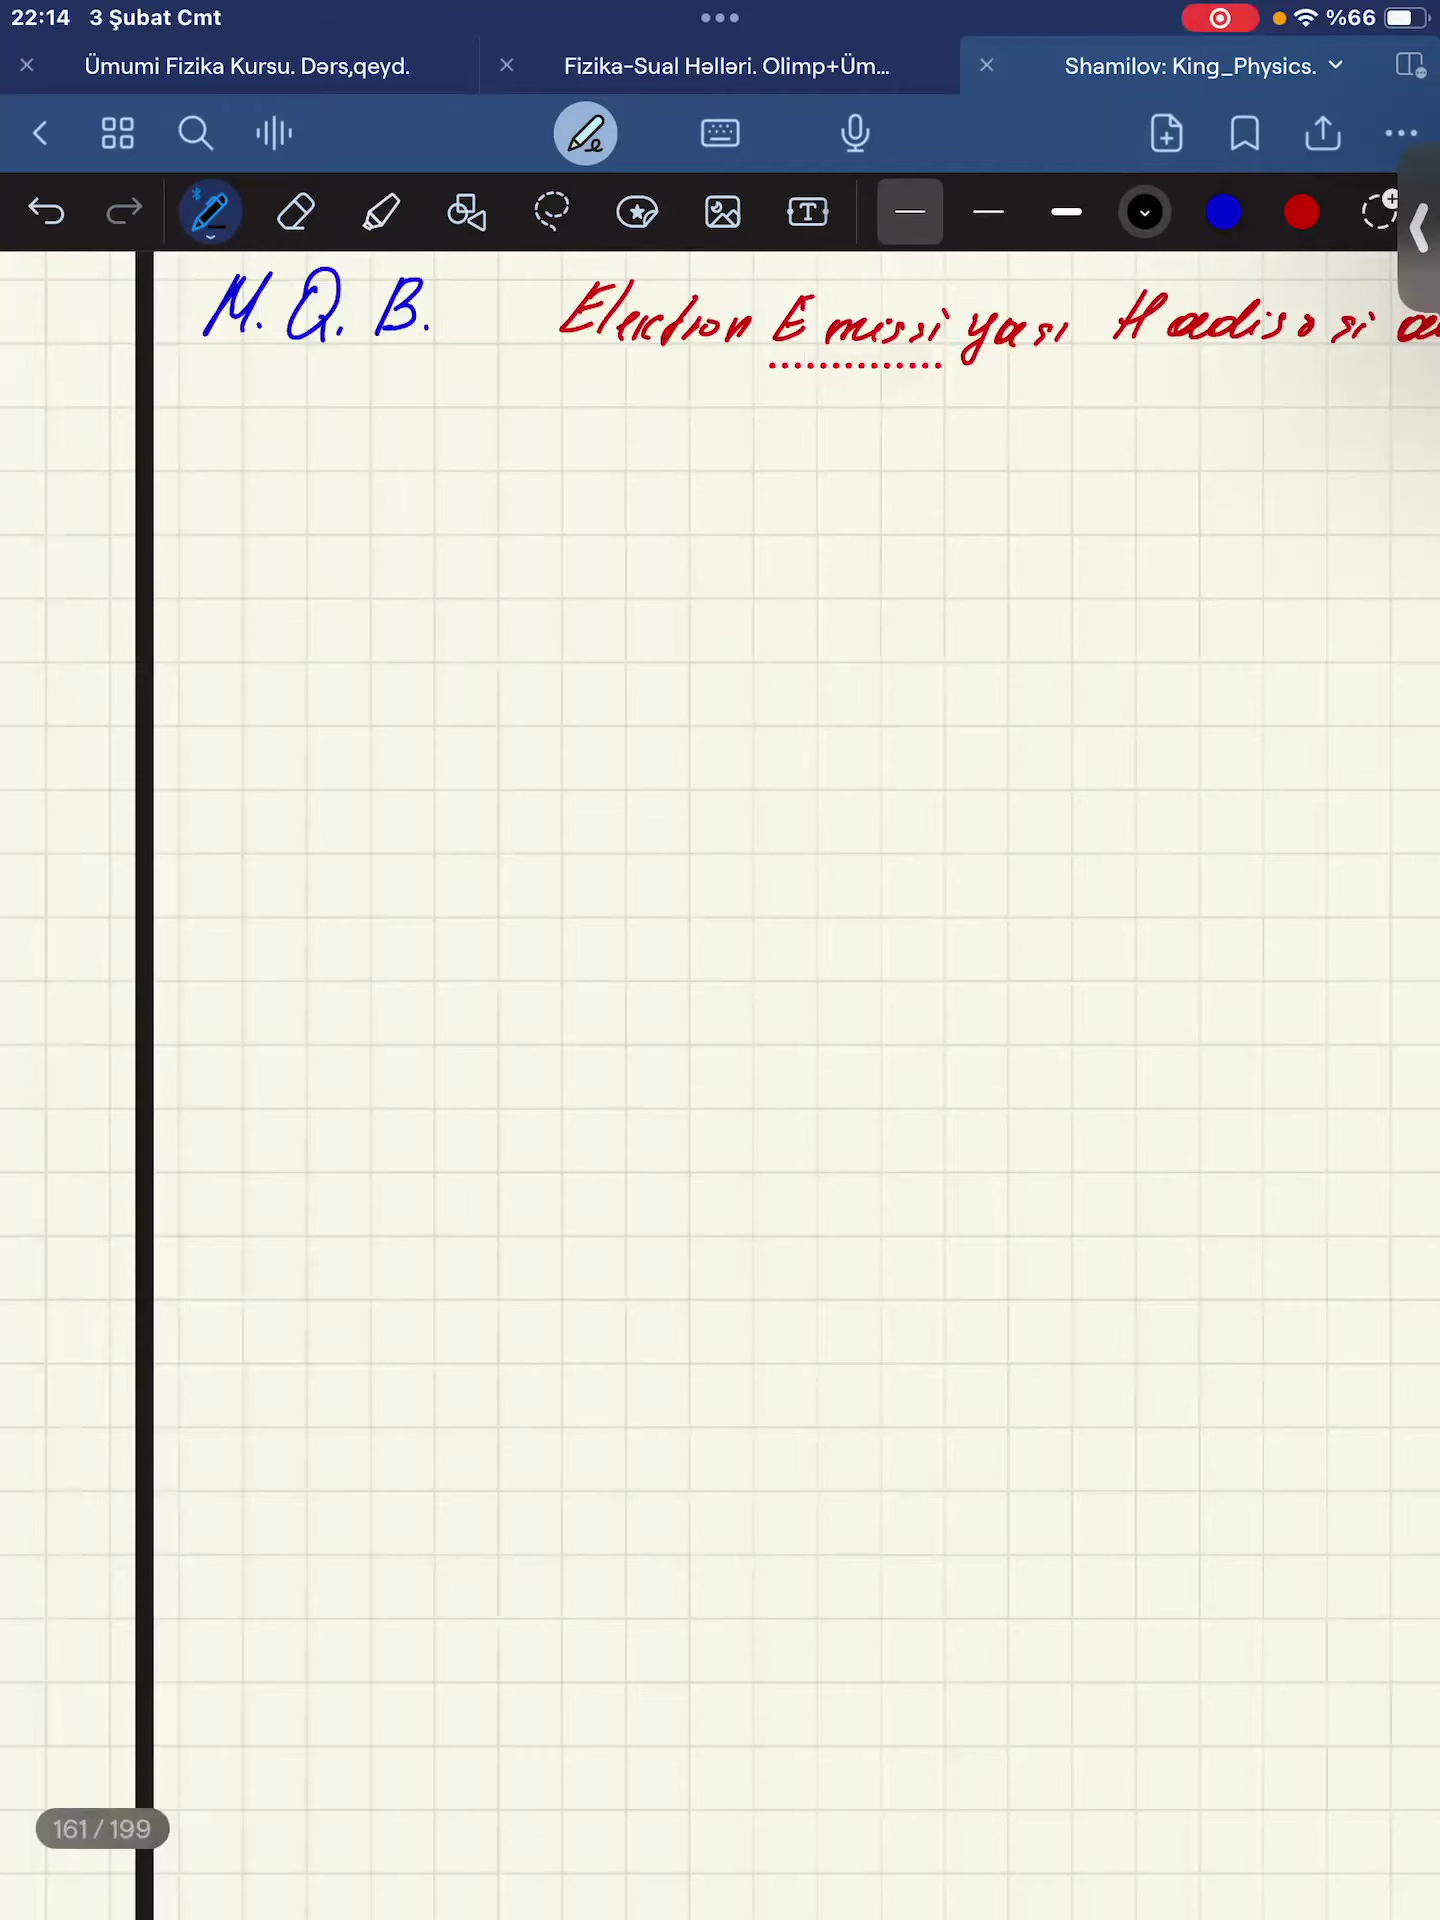 22:14 3 Şubat Cmt %66
Ümumi Fizika Kursu. Dərs,qeyd. Fizika-Sual Həlləri. Olimp+Üm... Shamilov: King_Physics.
M. Q. B. Elektron Emissiyası Hadisəsi
161 / 199